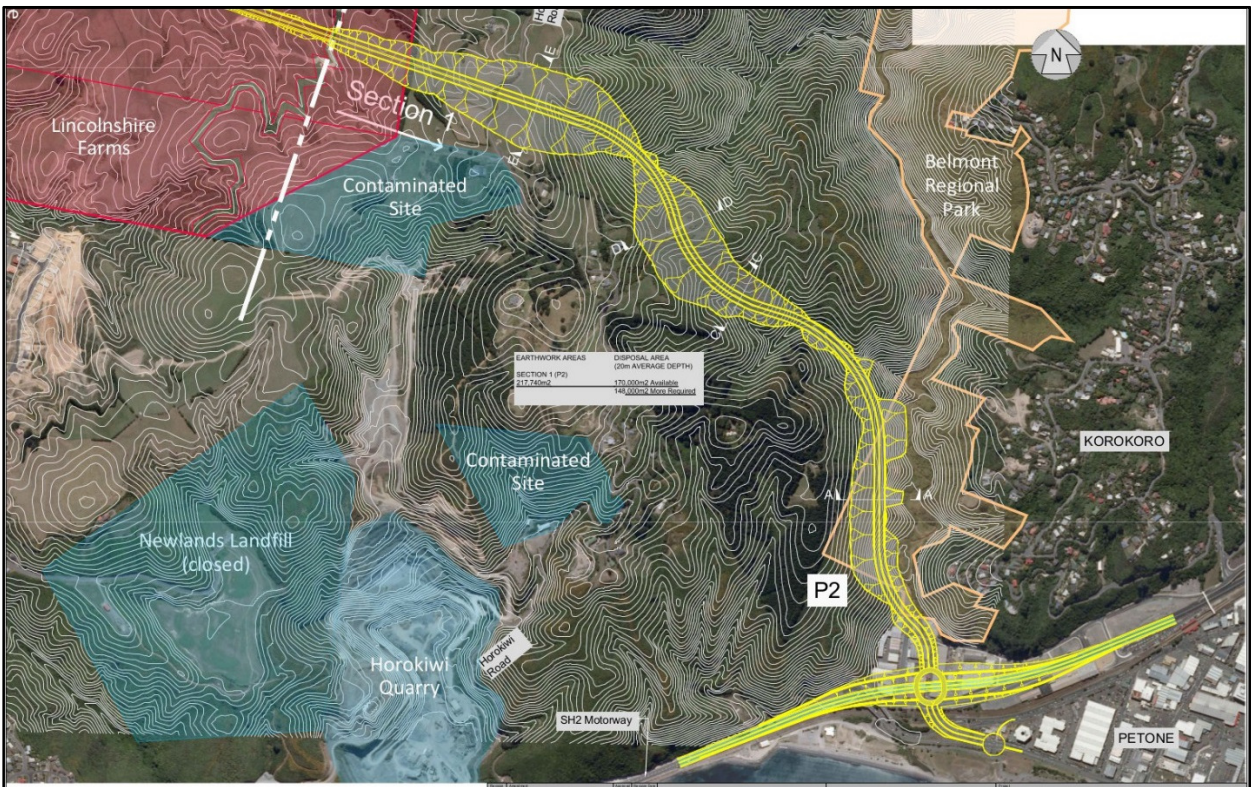 e
Ho
Ro
E
N
Section 1
Lincolnshire
Farms
E
Contaminated
Site
Belmont
Regional
Park
D
D
C
C
EARTHWORK AREAS DISPOSAL AREA
(20m AVERAGE DEPTH)
SECTION 1 (P2)
217,740m2 170,000m2 Available
148,000m2 More Required
KOROKORO
Contaminated
Site
A
A
Newlands Landfill
(closed)
P2
Horokiwi
Road
Horokiwi
Quarry
SH2 Motorway
PETONE